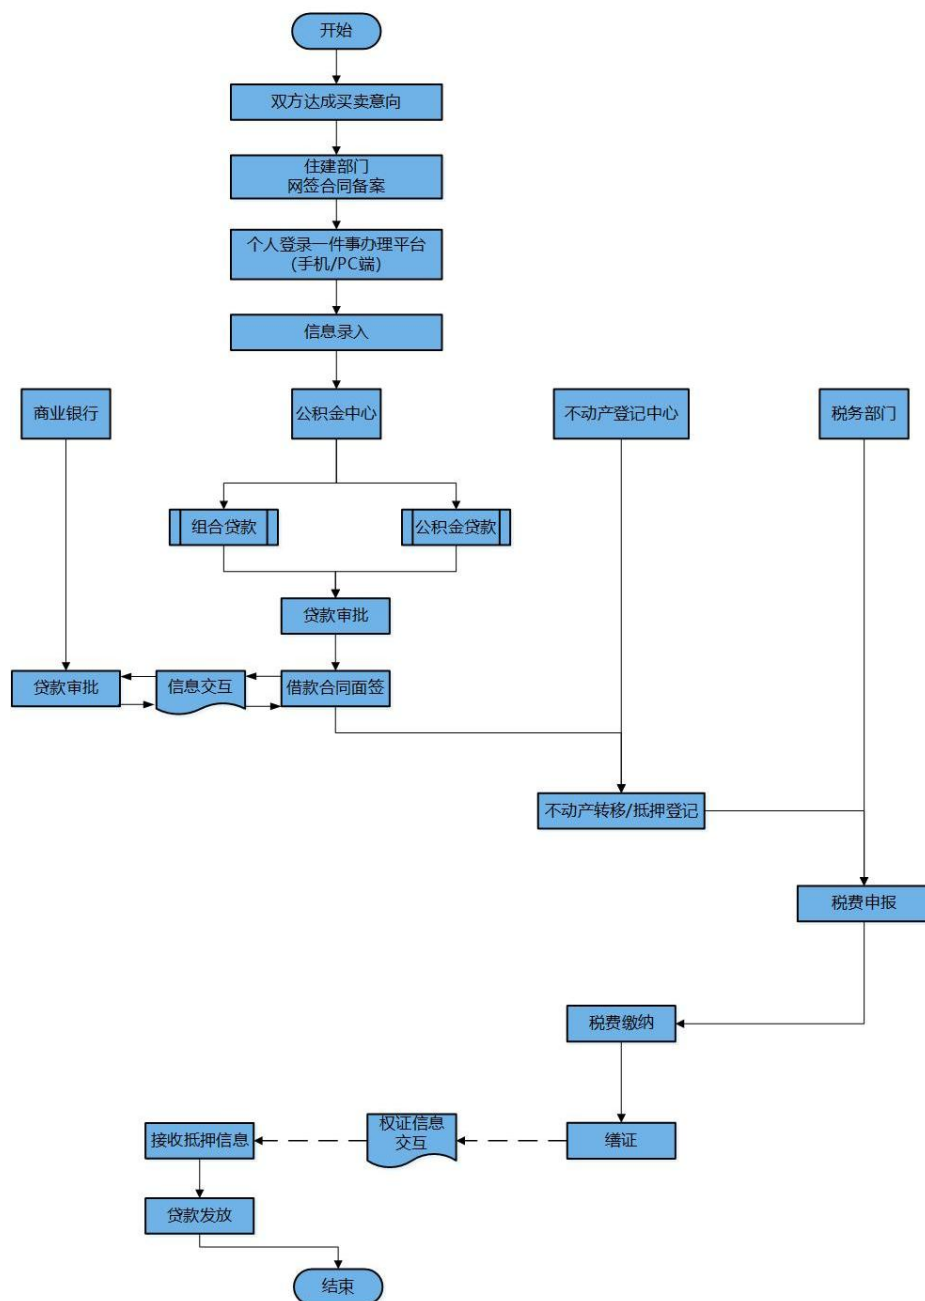 开始
双方达成买卖意向
住建部门
网签合同备案
个人登录一件事办理平台
（手机/PC端）
信息录入
商业银行
公积金中心
不动产登记中心
税务部门
组合贷款
公积金贷款
贷款审批
贷款审批
信息交互
借款合同面签
不动产转移/抵押登记
税费申报
税费缴纳
接收抵押信息
权证信息
交互
缮证
贷款发放
结束